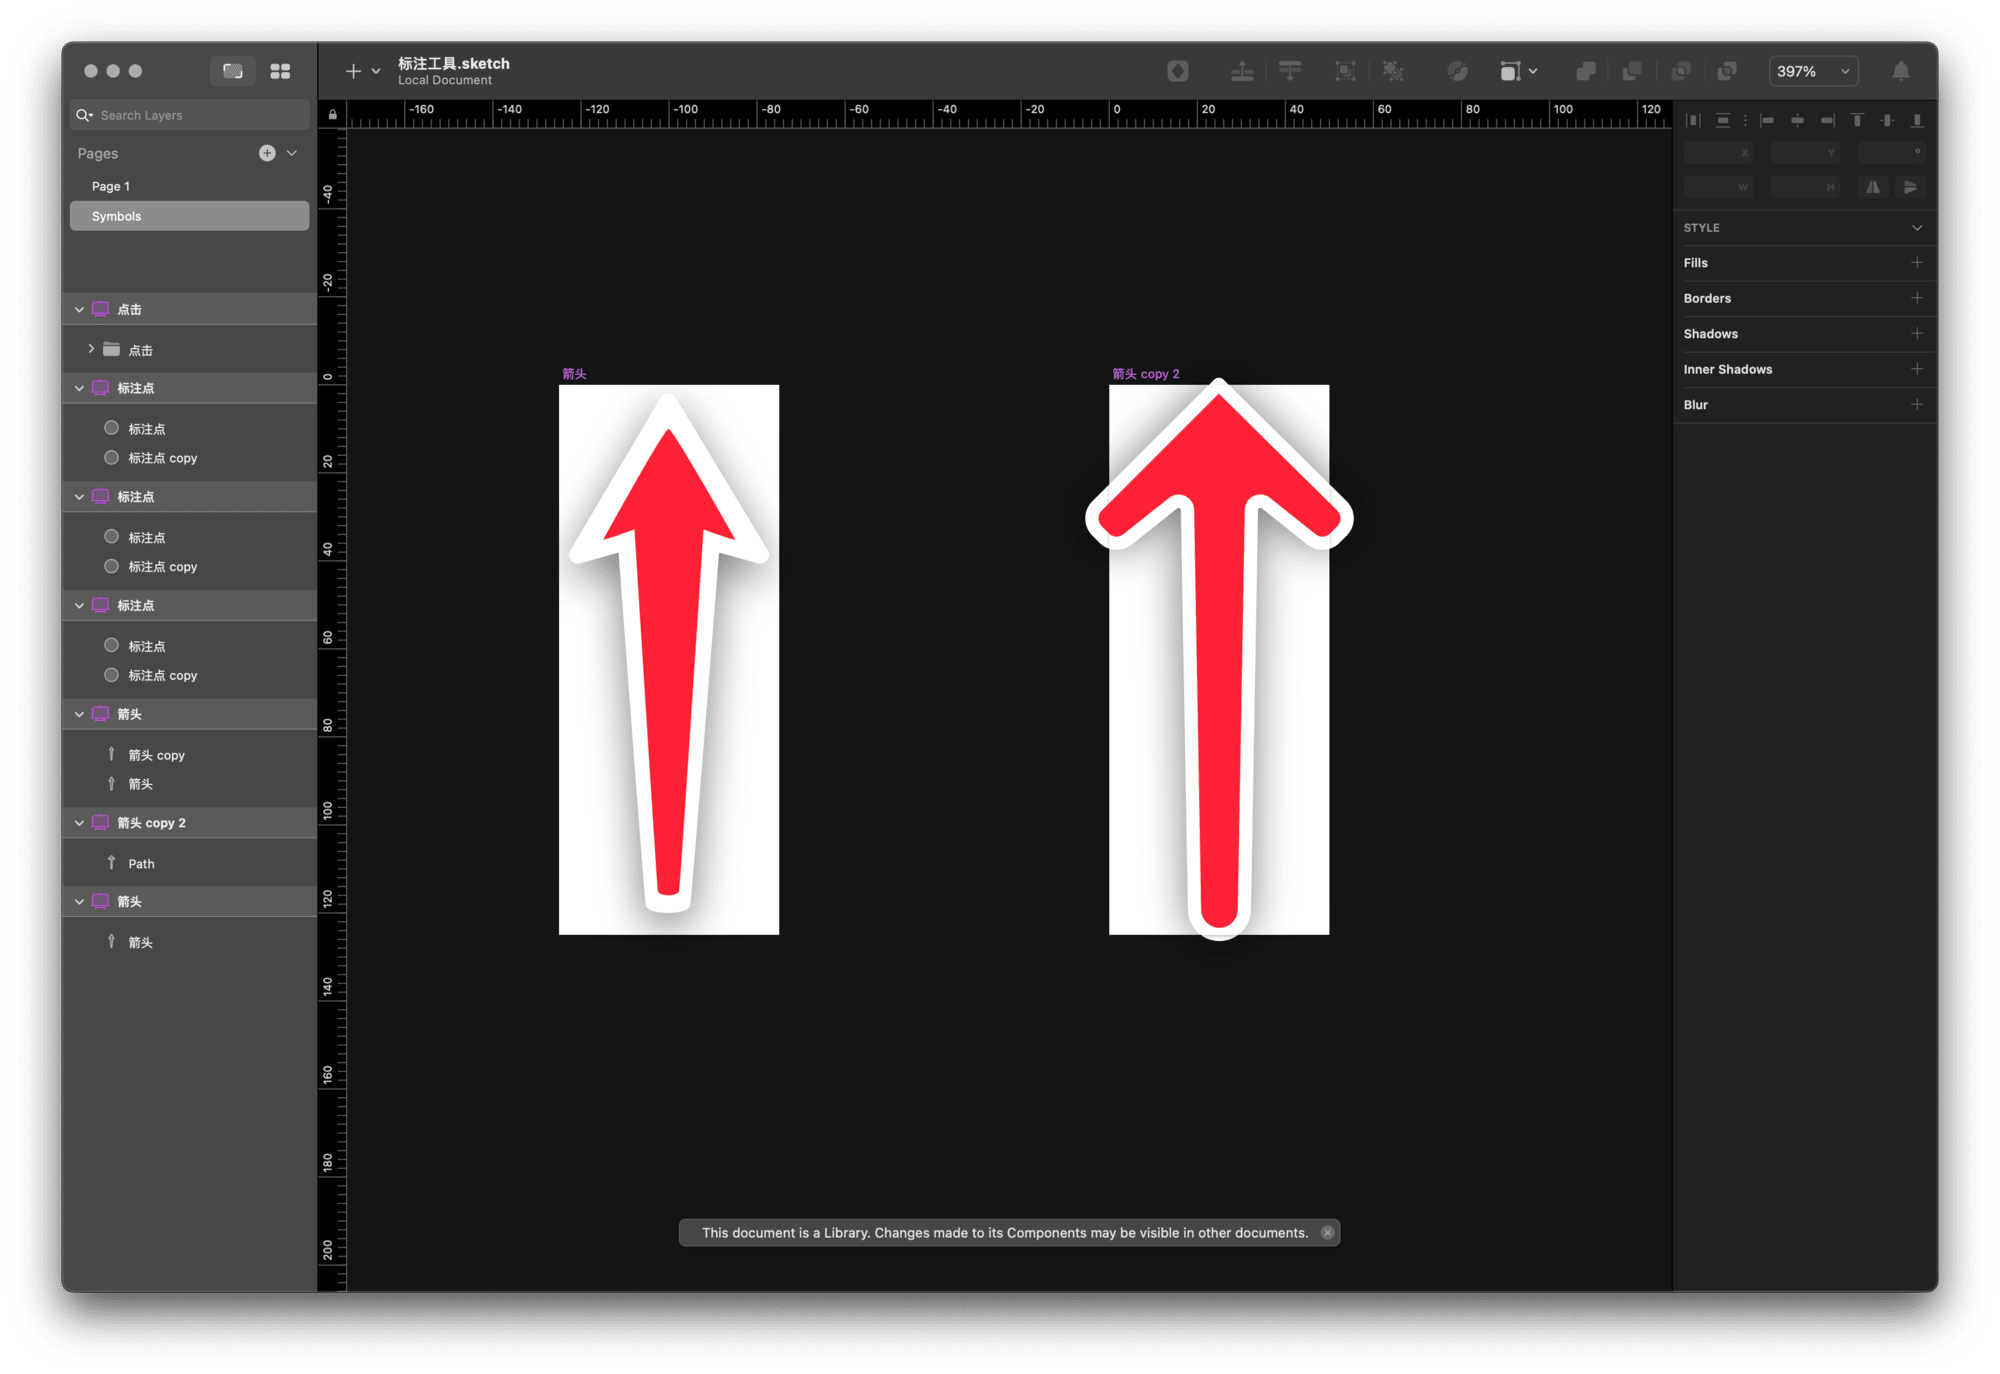 标注工具.sketch
Local Document
397%
Search Layers
Pages
Page 1
Symbols
点击
点击
标注点
标注点
标注点 copy
标注点
标注点
标注点 copy
标注点
标注点
标注点 copy
箭头
箭头 copy
箭头
箭头 copy 2
Path
箭头
箭头
-160 -140 -120 -100 -80 -60 -40 -20 0 20 40 60 80 100 120
-40
-20
0
20
40
60
80
100
120
140
160
180
200
箭头
箭头 copy 2
This document is a Library. Changes made to its Components may be visible in other documents.
X Y °
W H
STYLE
Fills
Borders
Shadows
Inner Shadows
Blur